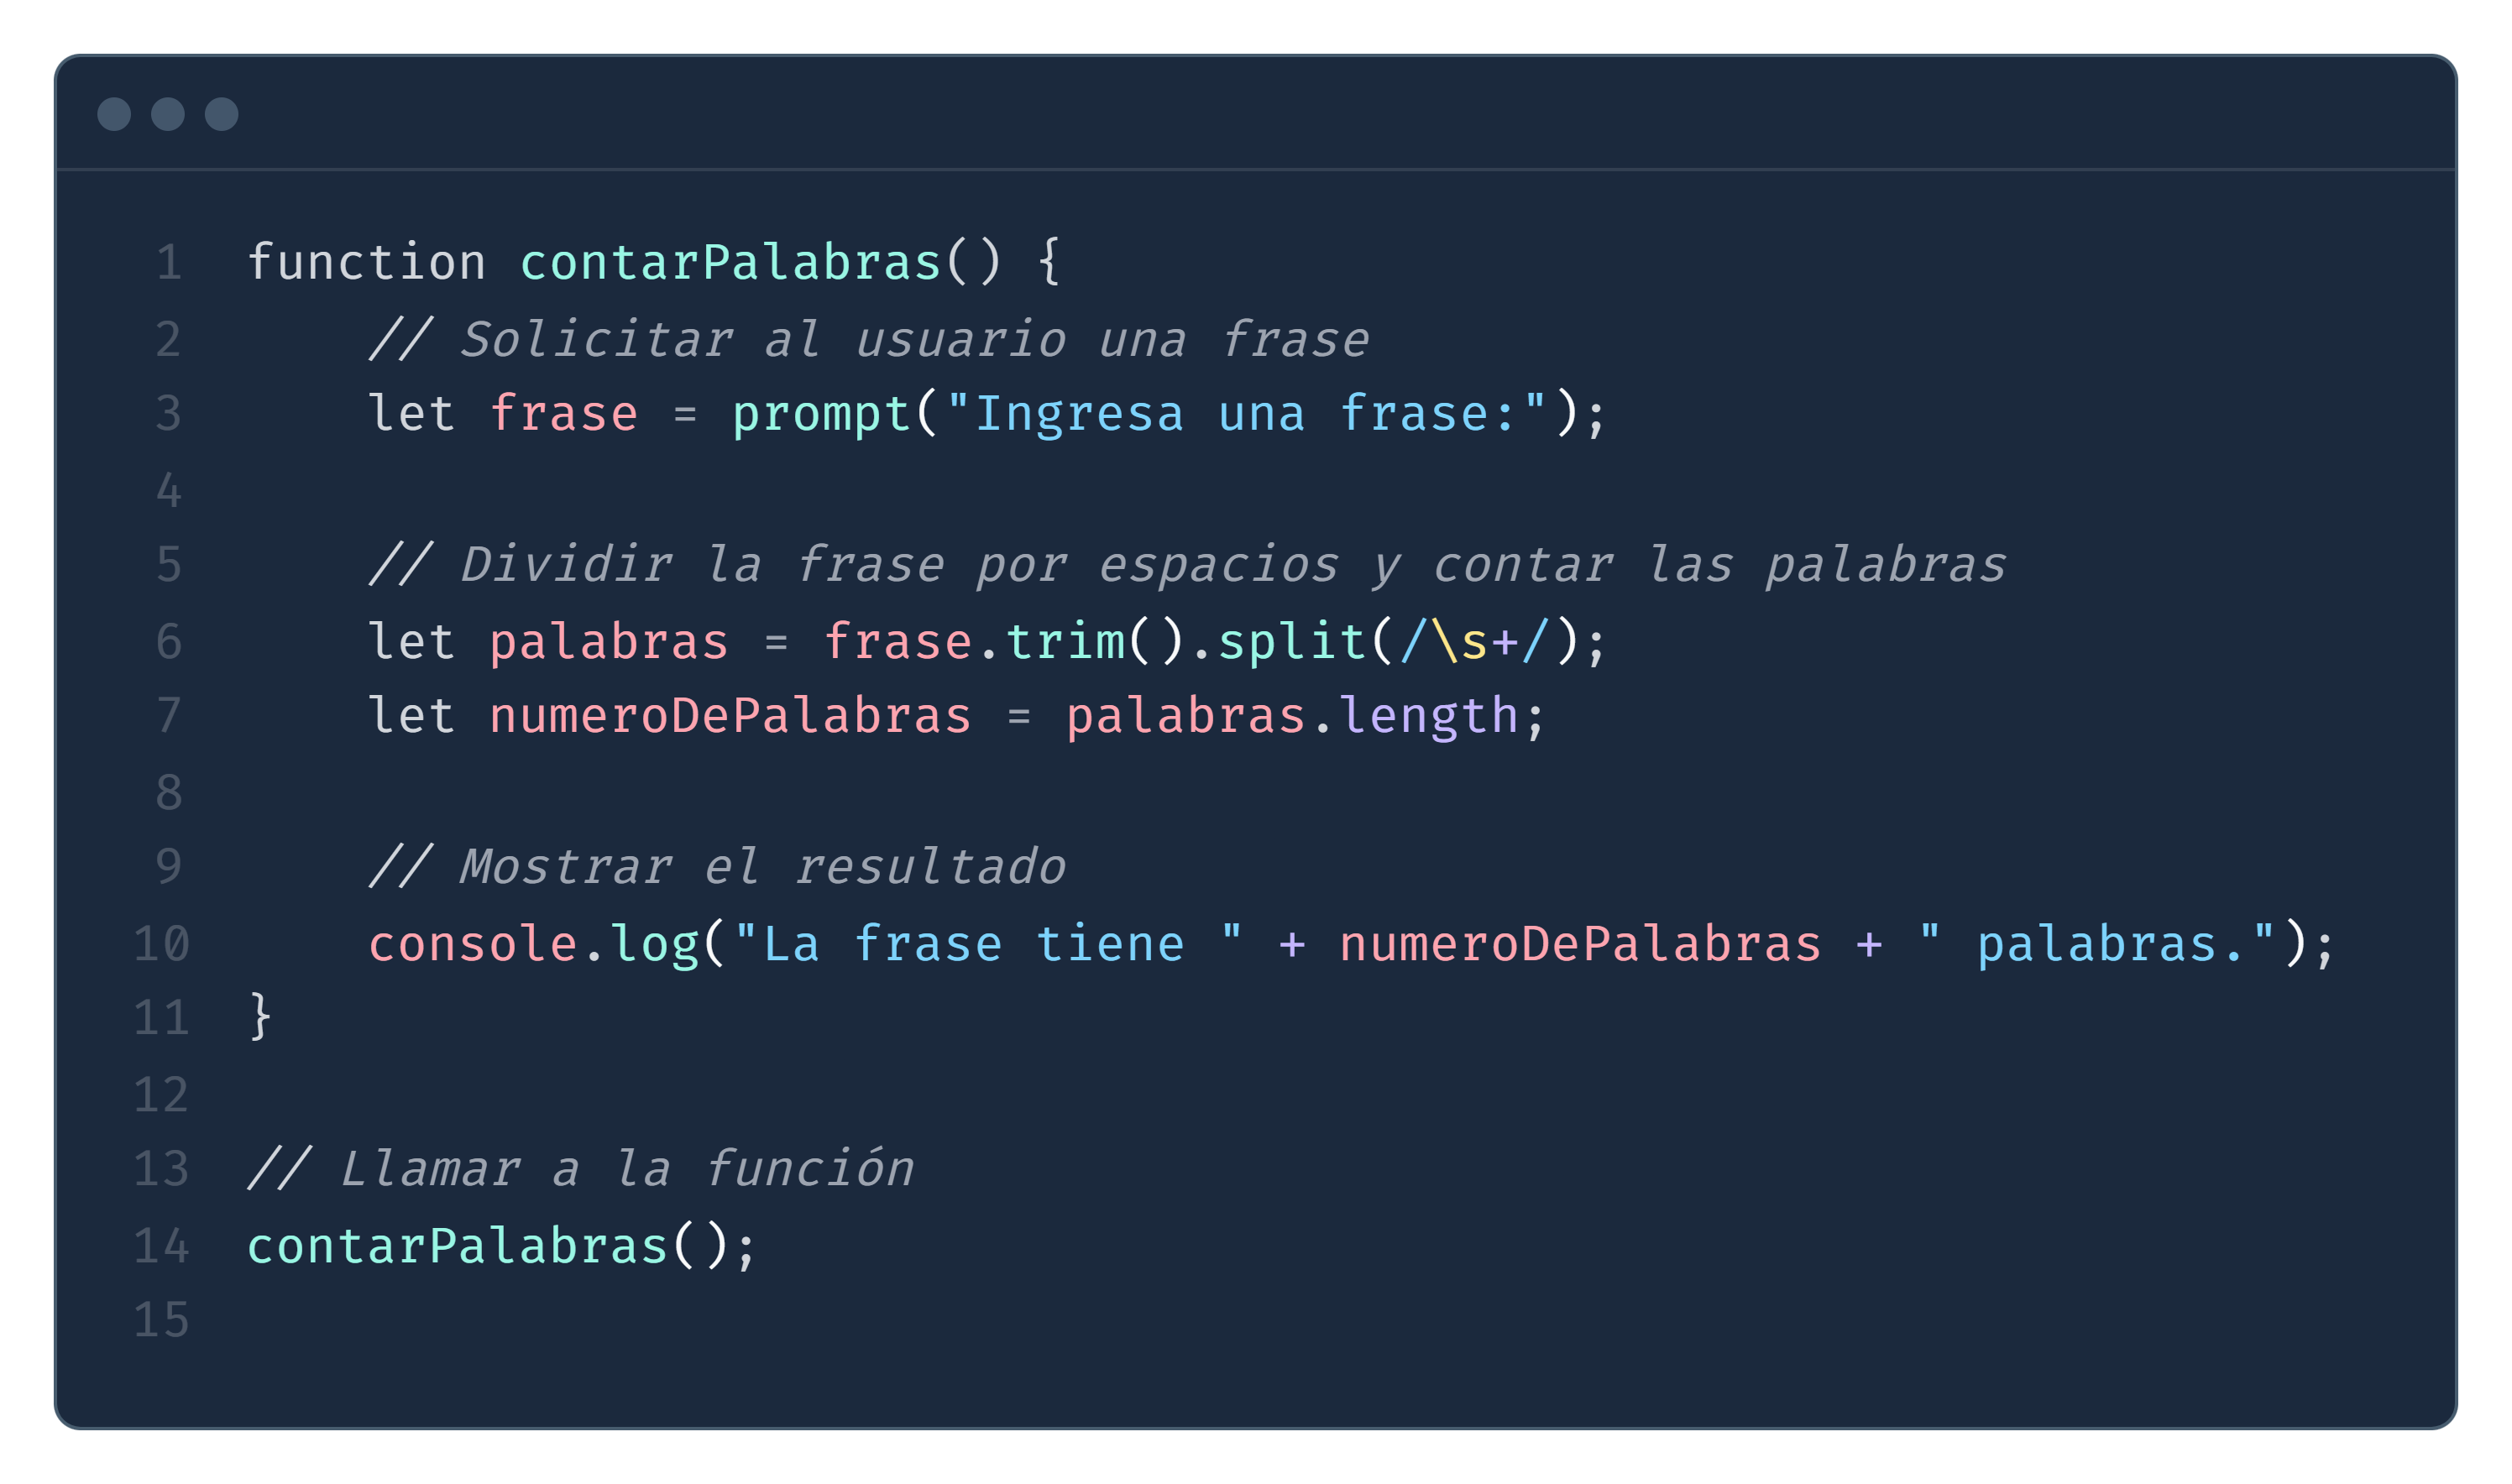 1 function contarPalabras() {
2 // Solicitar al usuario una frase
3 let frase = prompt("Ingresa una frase:");
4
5 // Dividir la frase por espacios y contar las palabras
6 let palabras = frase.trim().split(/\s+/);
7 let numeroDePalabras = palabras.length;
8
9 // Mostrar el resultado
10 console.log("La frase tiene " + numeroDePalabras + " palabras.");
11 }
12
13 // Llamar a la función
14 contarPalabras();
15